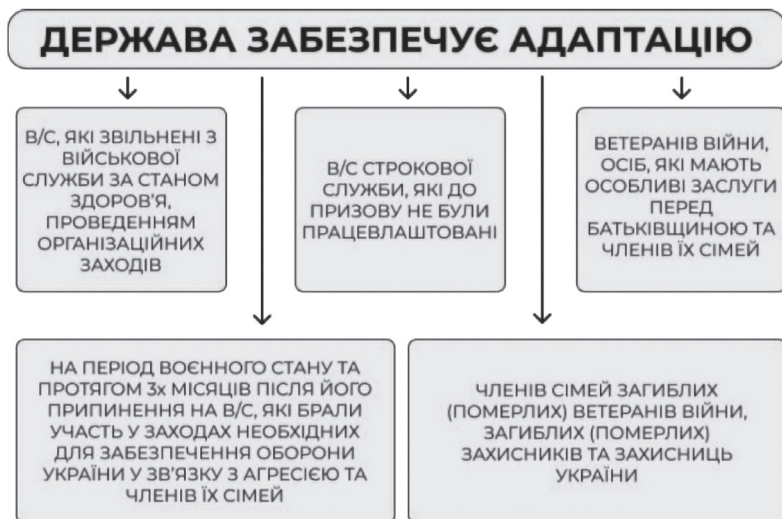 ДЕРЖАВА ЗАБЕЗПЕЧУЄ АДАПТАЦІЮ
В/С, ЯКІ ЗВІЛЬНЕНІ З
ВІЙСЬКОВОЇ
СЛУЖБИ ЗА СТАНОМ
ЗДОРОВ’Я,
ПРОВЕДЕННЯМ
ОРГАНІЗАЦІЙНИХ
ЗАХОДІВ
В/С СТРОКОВОЇ
СЛУЖБИ, ЯКІ ДО
ПРИЗОВУ НЕ БУЛИ
ПРАЦЕВЛАШТОВАНІ
ВЕТЕРАНІВ ВІЙНИ,
ОСІБ, ЯКІ МАЮТЬ
ОСОБЛИВІ ЗАСЛУГИ
ПЕРЕД
БАТЬКІВЩИНОЮ ТА
ЧЛЕНІВ ЇХ СІМЕЙ
НА ПЕРІОД ВОЄННОГО СТАНУ ТА
ПРОТЯГОМ 3х МІСЯЦІВ ПІСЛЯ ЙОГО
ПРИПИНЕННЯ НА В/С, ЯКІ БРАЛИ
УЧАСТЬ У ЗАХОДАХ НЕОБХІДНИХ
ДЛЯ ЗАБЕЗПЕЧЕННЯ ОБОРОНИ
УКРАЇНИ У ЗВ’ЯЗКУ З АГРЕСІЄЮ ТА
ЧЛЕНІВ ЇХ СІМЕЙ
ЧЛЕНІВ СІМЕЙ ЗАГИБЛИХ
(ПОМЕРЛИХ) ВЕТЕРАНІВ ВІЙНИ,
ЗАГИБЛИХ (ПОМЕРЛИХ)
ЗАХИСНИКІВ ТА ЗАХИСНИЦЬ
УКРАЇНИ